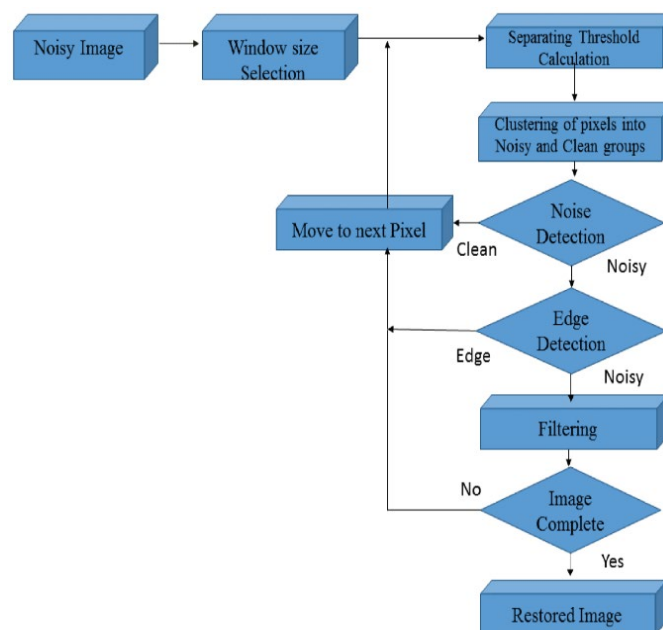 Noisy Image
Window size
Selection
Separating Threshold
Calculation
Clustering of pixels into
Noisy and Clean groups
Move to next Pixel
Clean
Noise
Detection
Noisy
Edge
Edge
Detection
Noisy
Filtering
No
Image
Complete
Yes
Restored Image